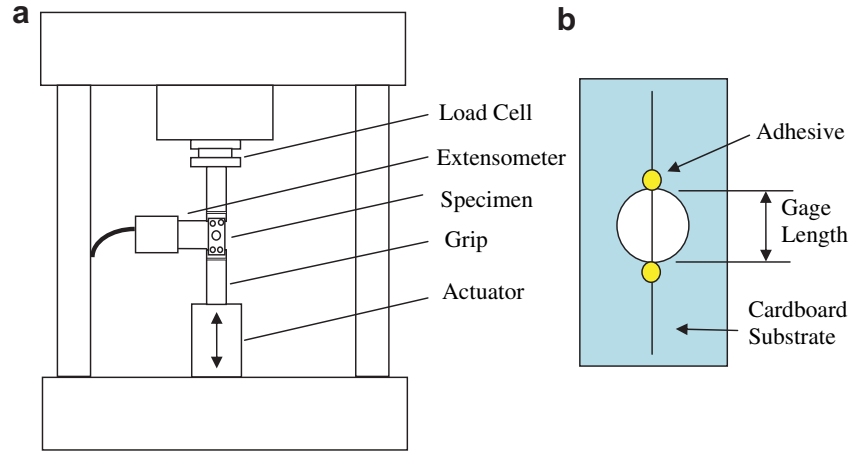 a
Load Cell
Extensometer
Specimen
Grip
Actuator
b
Adhesive
Gage
Length
Cardboard
Substrate